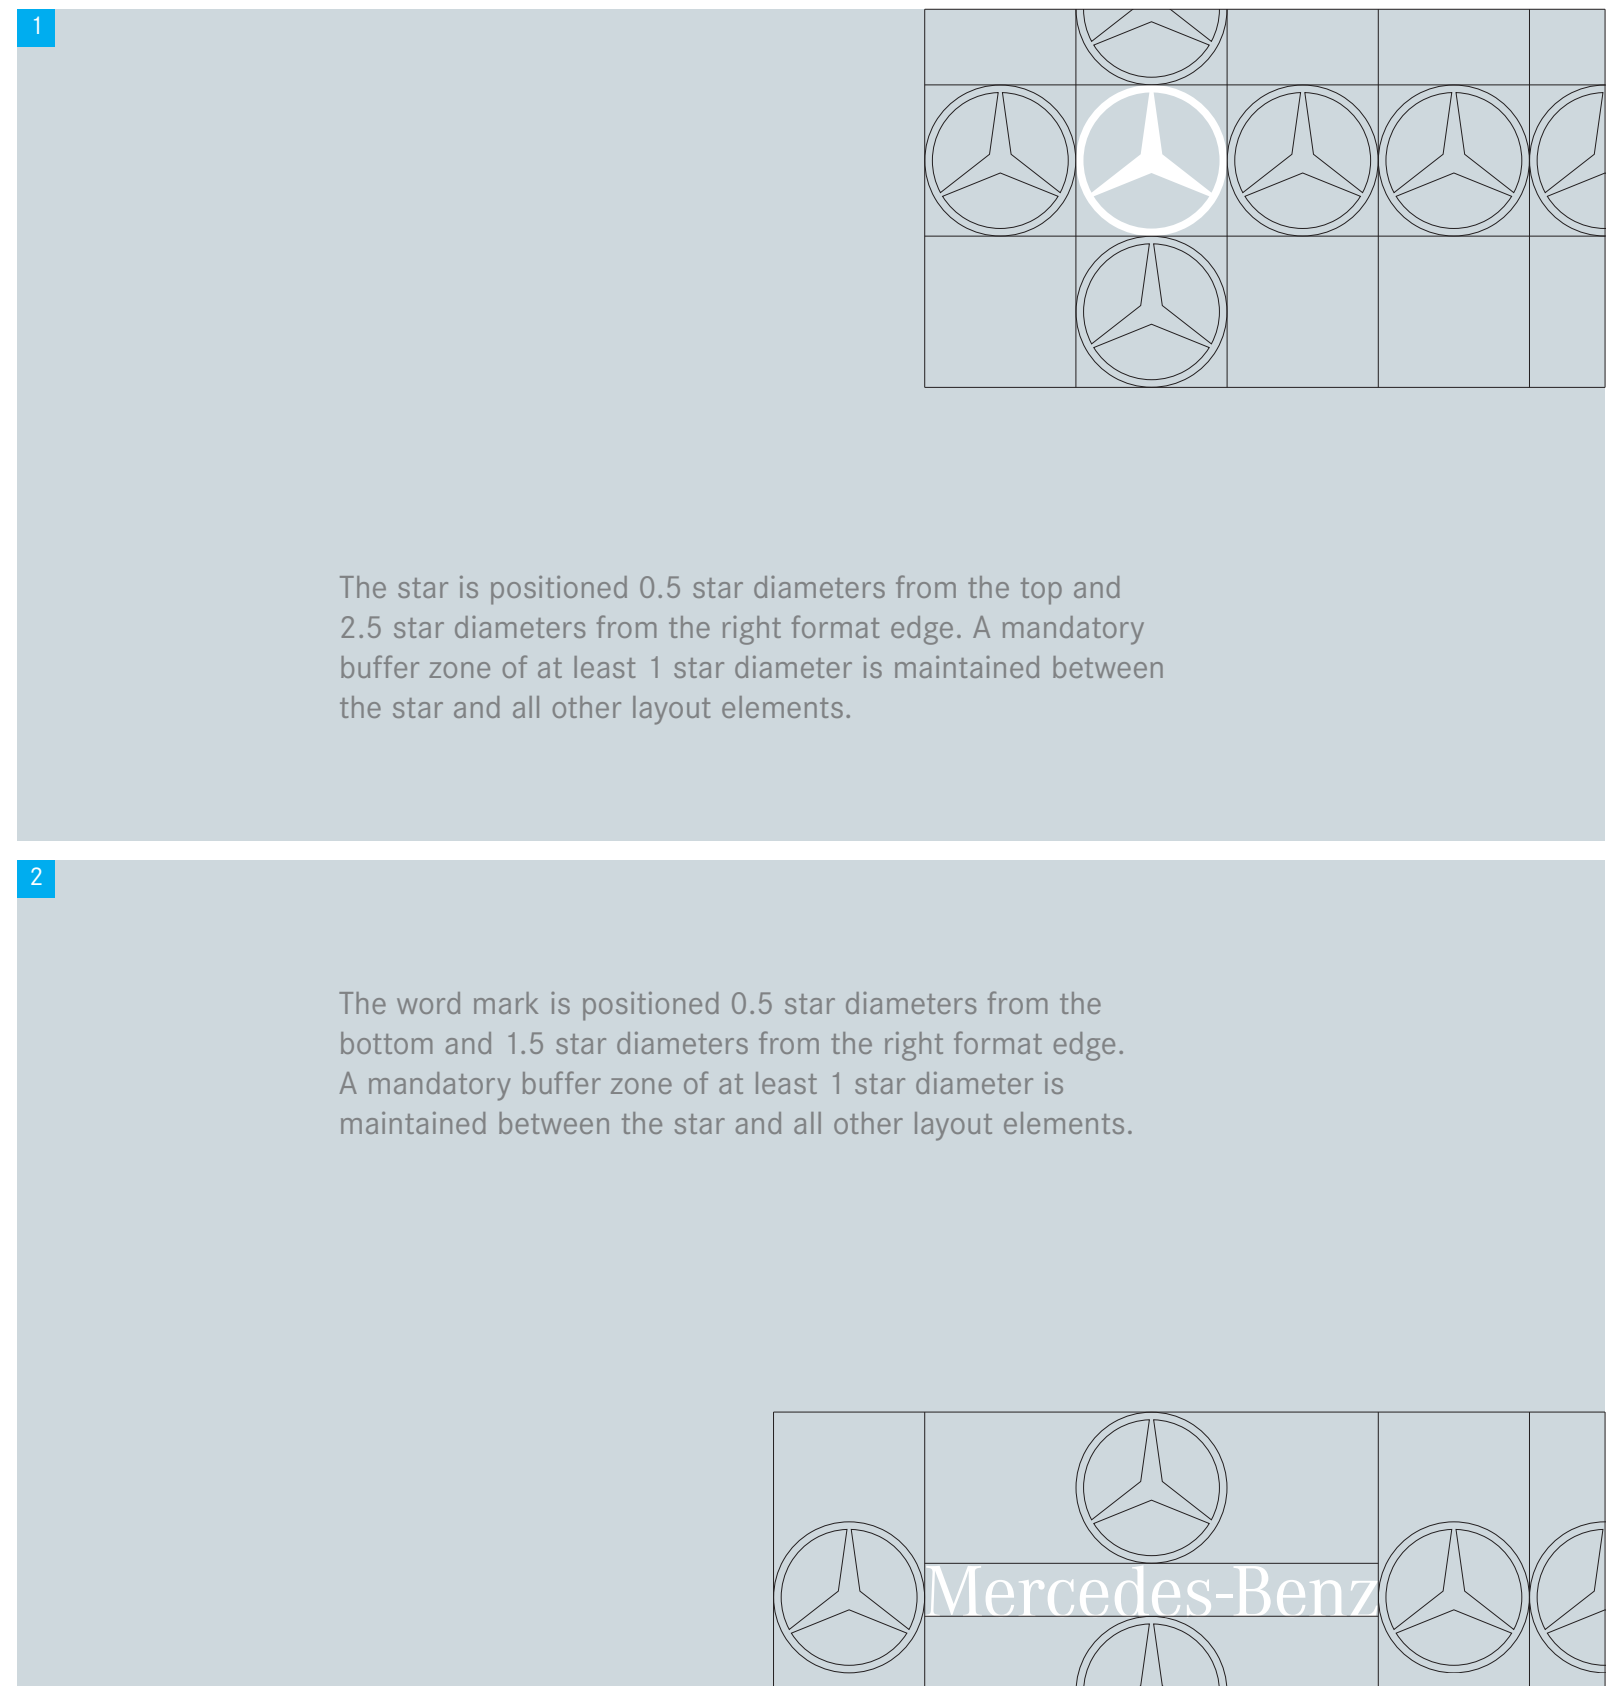 1
The star is positioned 0.5 star diameters from the top and
2.5 star diameters from the right format edge. A mandatory
buffer zone of at least 1 star diameter is maintained between
the star and all other layout elements.
2
The word mark is positioned 0.5 star diameters from the
bottom and 1.5 star diameters from the right format edge.
A mandatory buffer zone of at least 1 star diameter is
maintained between the star and all other layout elements.
Mercedes-Benz